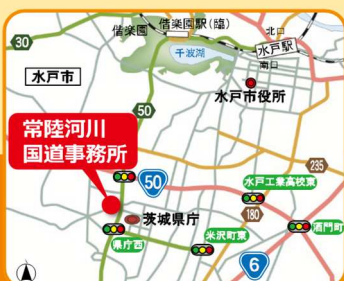 偕楽園駅(臨)
偕楽園
北口
水戸駅
南口
千波湖
30
水戸市
50
水戸市役所
常陸河川
国道事務所
50
235
水戸工業高校東
180
茨城県庁
酒門町
県庁西
米沢町東
6